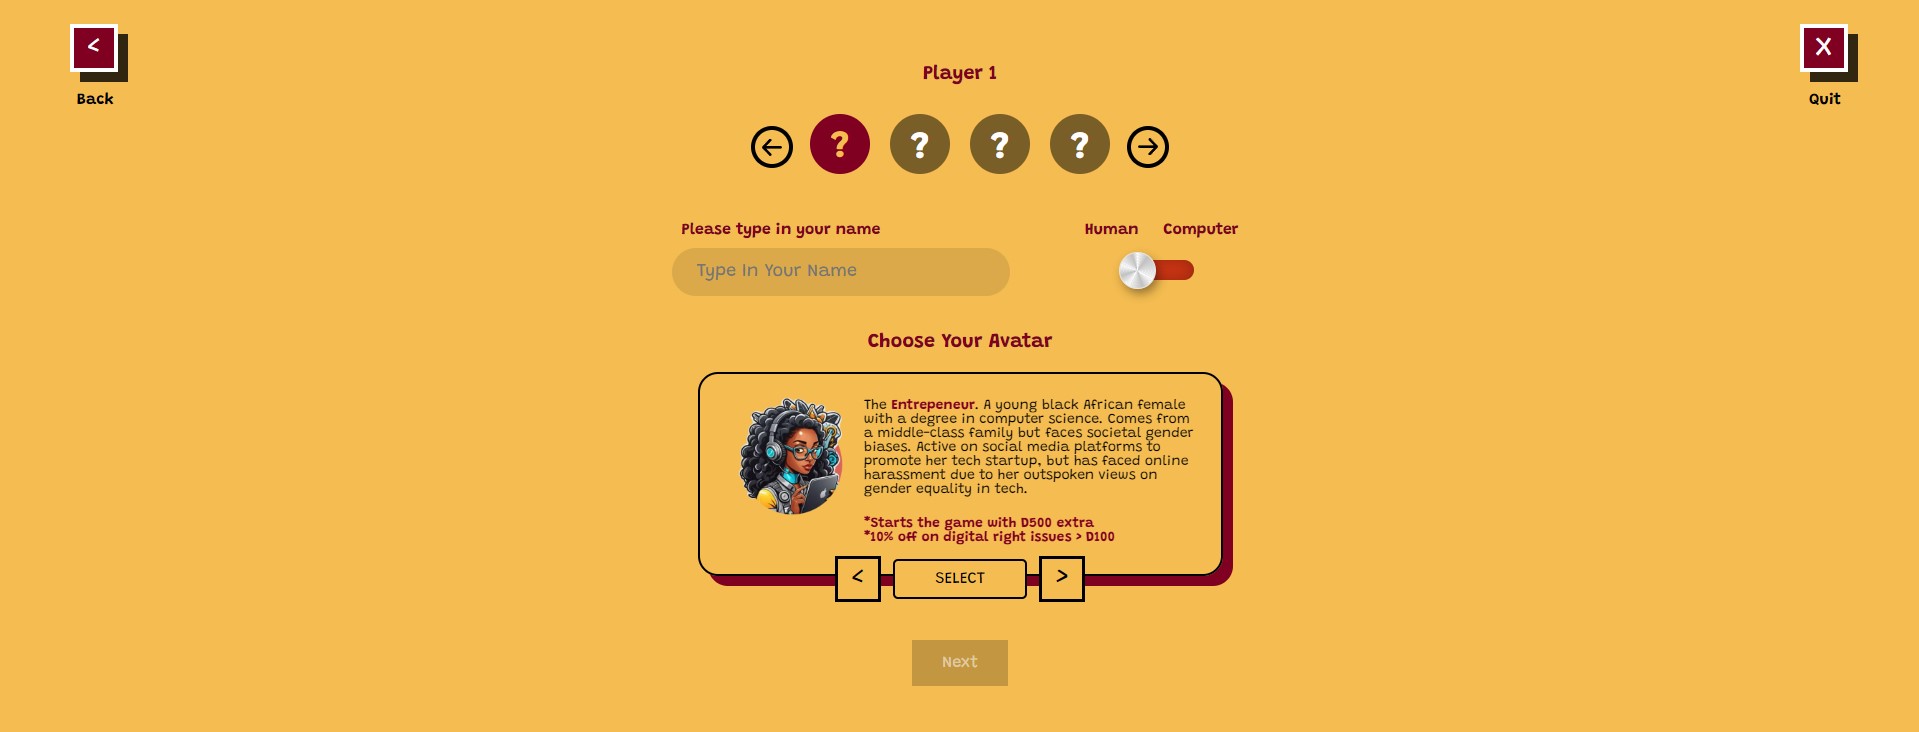 <
Back
X
Quit
Player 1
? ? ? ?
Please type in your name
Human Computer
Type In Your Name
Choose Your Avatar
The Entrepeneur. A young black African female
with a degree in computer science. Comes from
a middle-class family but faces societal gender
biases. Active on social media platforms to
promote her tech startup, but has faced online
harassment due to her outspoken views on
gender equality in tech.
*Starts the game with D500 extra
*10% off on digital right issues > D100
< SELECT >
Next